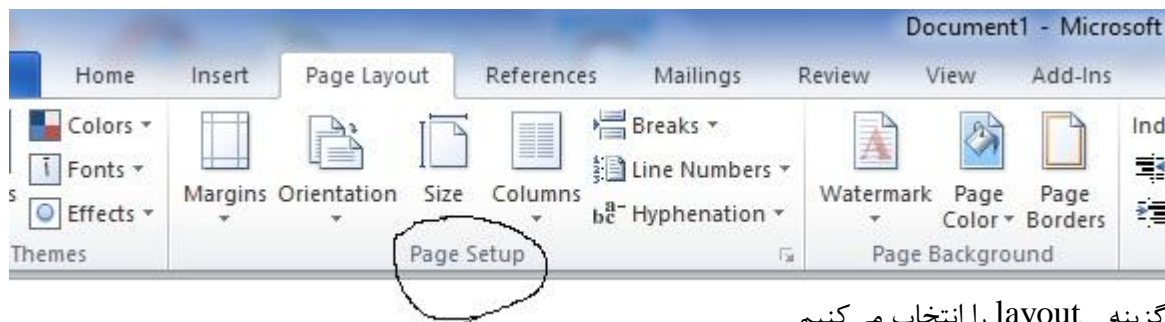 Document1 - Microsoft
Home Insert Page Layout References Mailings Review View Add-Ins
Colors Breaks Ind
Fonts Line Numbers
Margins Orientation Size Columns Watermark Page Color Page Borders
Effects Hyphenation
Themes Page Setup Page Background
گزینه layout را انتخاب می کنیم